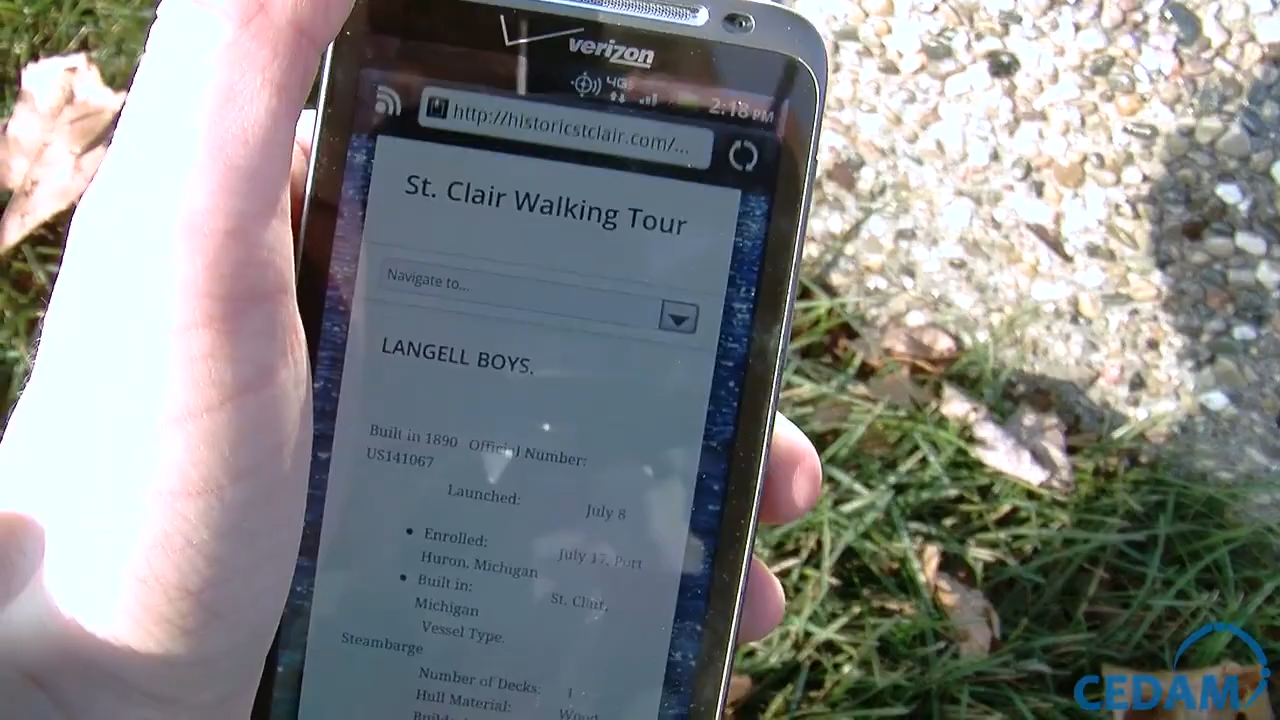 verizon
4G
2:18 PM
http://historicstclair.com/...
St. Clair Walking Tour
Navigate to...
LANGELL BOYS.
Built in 1890 Official Number:
US141067
Launched: July 8
Enrolled: July 17, Port
Huron, Michigan
Built in: St. Clair,
Michigan
Vessel Type.
Steambarge
Number of Decks: 1
Hull Material: Wood
CEDAM